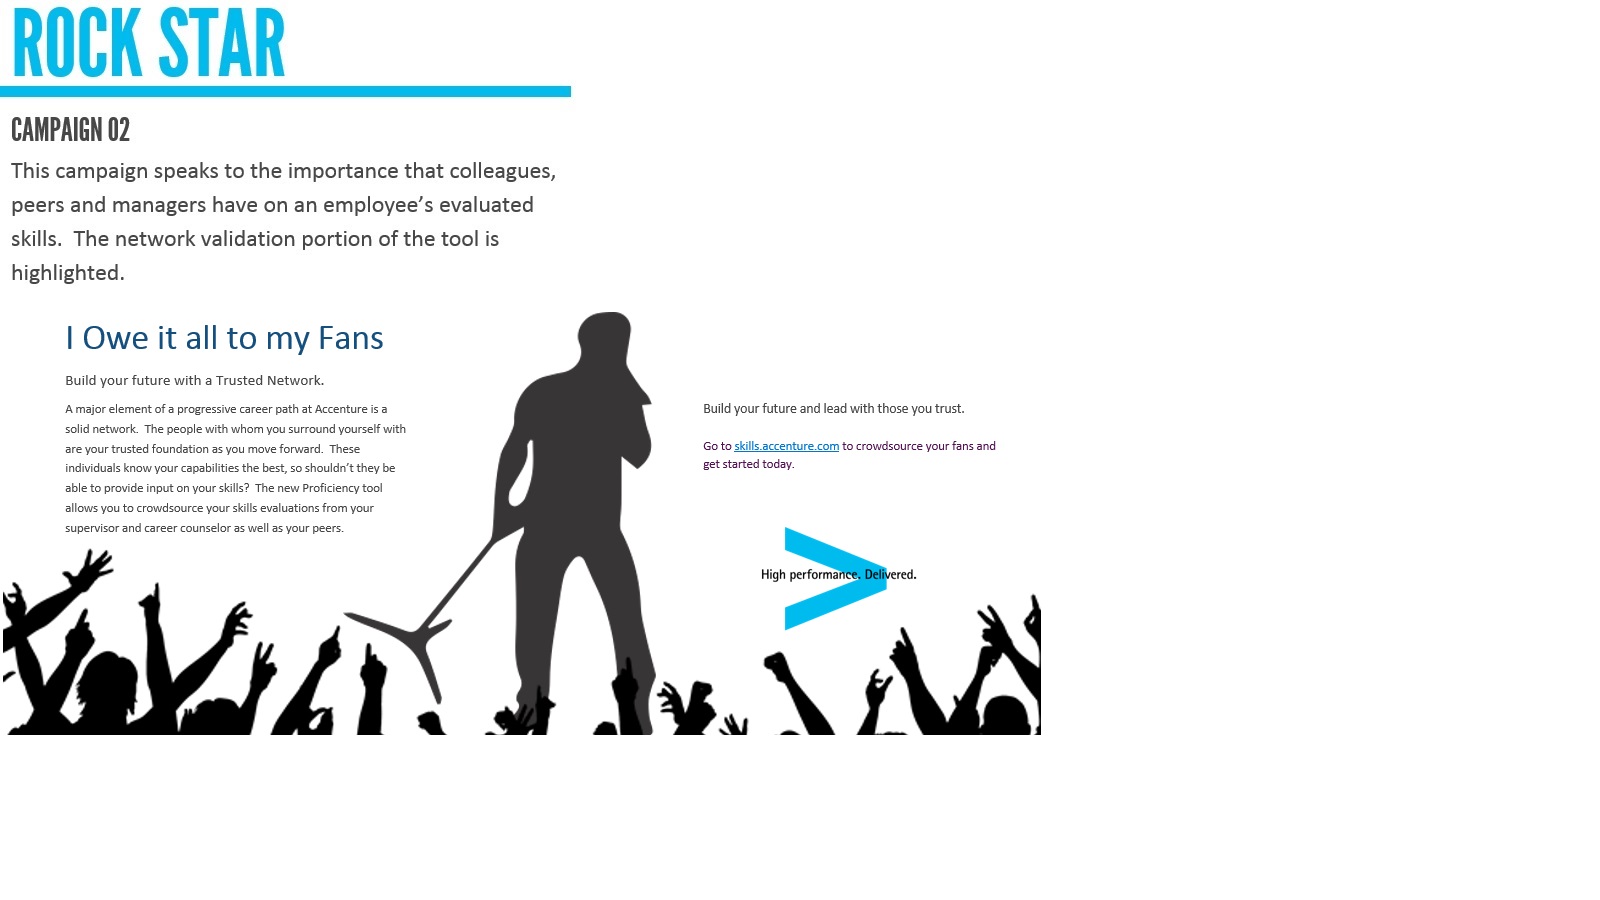 ROCK STAR
CAMPAIGN 02
This campaign speaks to the importance that colleagues,
peers and managers have on an employee’s evaluated
skills.  The network validation portion of the tool is
highlighted.
I Owe it all to my Fans
Build your future with a Trusted Network.
A major element of a progressive career path at Accenture is a
solid network.  The people with whom you surround yourself with
are your trusted foundation as you move forward.  These
individuals know your capabilities the best, so shouldn’t they be
able to provide input on your skills?  The new Proficiency tool
allows you to crowdsource your skills evaluations from your
supervisor and career counselor as well as your peers.
Build your future and lead with those you trust.
Go to skills.accenture.com to crowdsource your fans and
get started today.
High performance. Delivered.